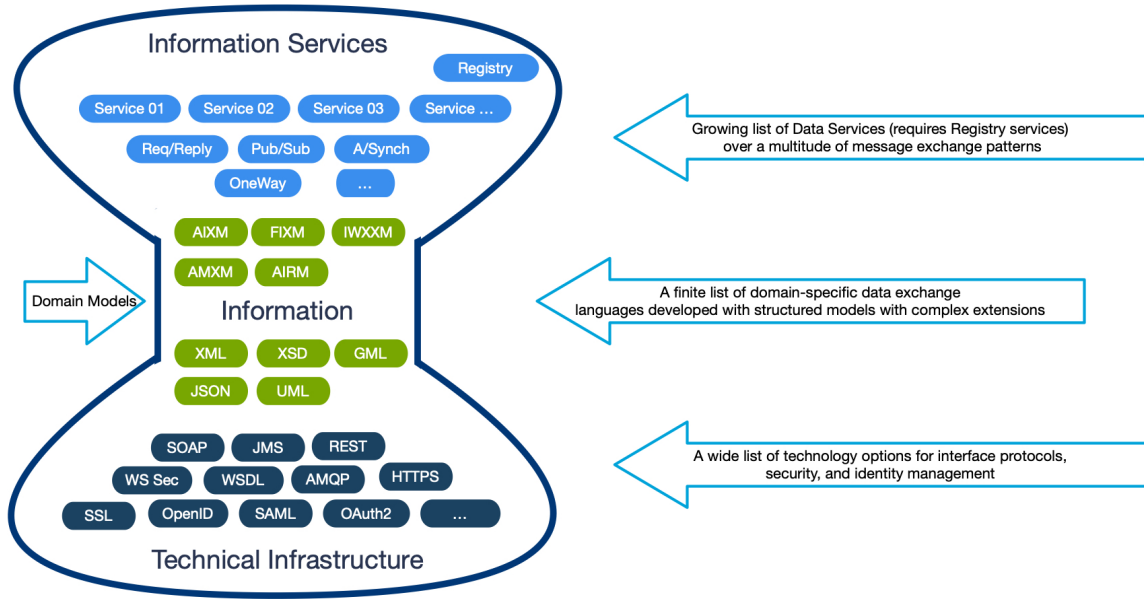 Information Services
Registry
Service 01
Service 02
Service 03
Service ...
Req/Reply
Pub/Sub
A/Synch
OneWay
...
Growing list of Data Services (requires Registry services)
over a multitude of message exchange patterns
AIXM
FIXM
IWXXM
AMXM
AIRM
Domain Models
Information
A finite list of domain-specific data exchange
languages developed with structured models with complex extensions
XML
XSD
GML
JSON
UML
SOAP
JMS
REST
WS Sec
WSDL
AMQP
HTTPS
SSL
OpenID
SAML
OAuth2
...
A wide list of technology options for interface protocols,
security, and identity management
Technical Infrastructure